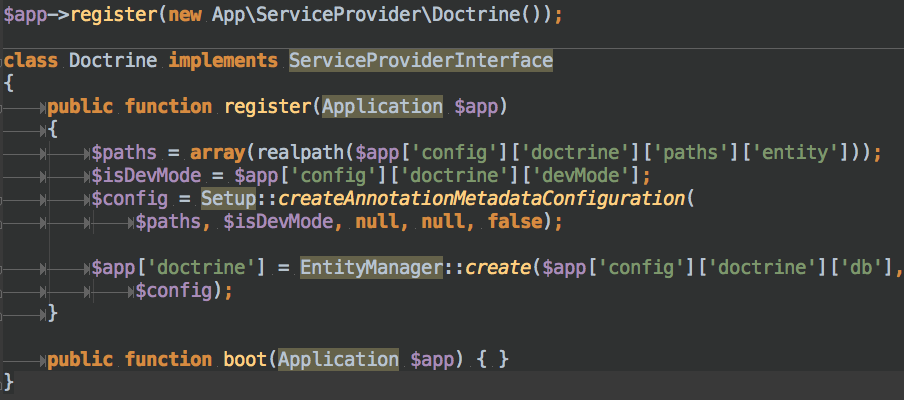 $app->register(new App\ServiceProvider\Doctrine());
class Doctrine implements ServiceProviderInterface
{
public function register(Application $app)
{
$paths = array(realpath($app['config']['doctrine']['paths']['entity']));
$isDevMode = $app['config']['doctrine']['devMode'];
$config = Setup::createAnnotationMetadataConfiguration(
$paths, $isDevMode, null, null, false);
$app['doctrine'] = EntityManager::create($app['config']['doctrine']['db'],
$config);
}
public function boot(Application $app) { }
}